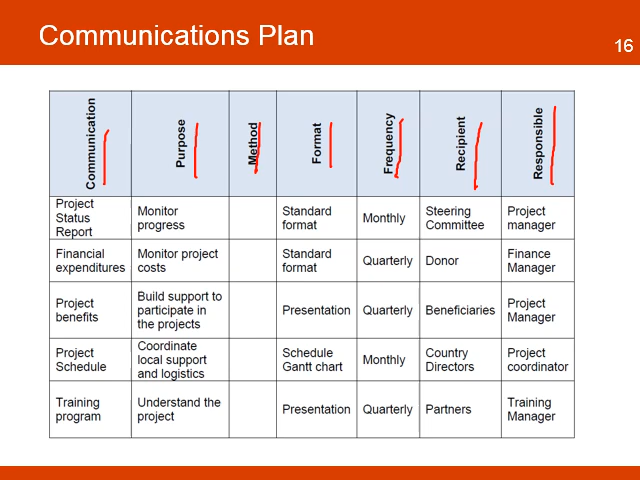 Communications Plan
16
Communication
Purpose
Method
Format
Frequency
Recipient
Responsible
Project
Status
Report
Monitor
progress
Standard
format
Monthly
Steering
Committee
Project
manager
Financial
expenditures
Monitor project
costs
Standard
format
Quarterly
Donor
Finance
Manager
Project
benefits
Build support to
participate in
the projects
Presentation
Quarterly
Beneficiaries
Project
Manager
Project
Schedule
Coordinate
local support
and logistics
Schedule
Gantt chart
Monthly
Country
Directors
Project
coordinator
Training
program
Understand the
project
Presentation
Quarterly
Partners
Training
Manager